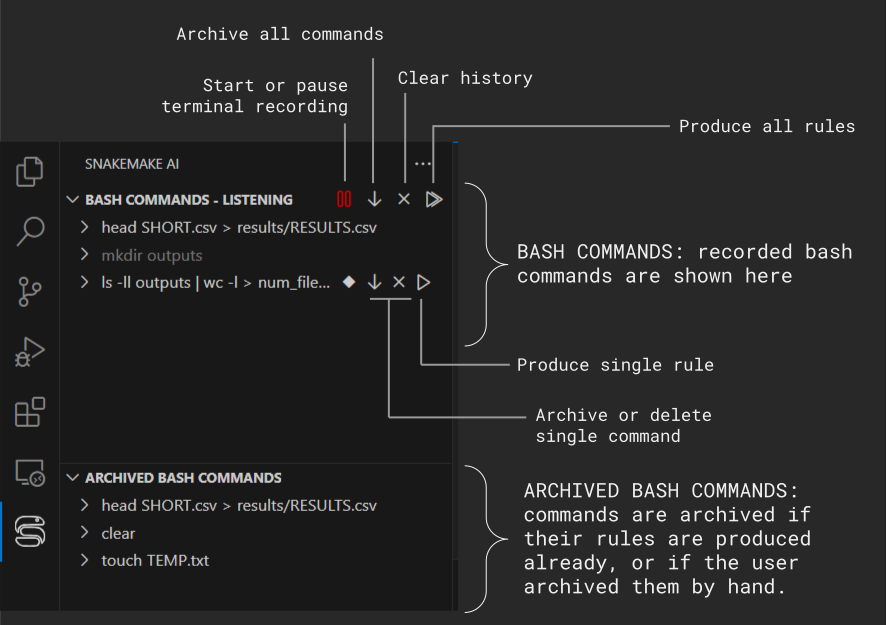 Archive all commands
Clear history
Start or pause
terminal recording
Produce all rules
SNAKEMAKE AI
BASH COMMANDS - LISTENING
head SHORT.csv > results/RESULTS.csv
mkdir outputs
ls -ll outputs | wc -l > num_file...
BASH COMMANDS: recorded bash
commands are shown here
Produce single rule
Archive or delete
single command
ARCHIVED BASH COMMANDS
head SHORT.csv > results/RESULTS.csv
clear
touch TEMP.txt
ARCHIVED BASH COMMANDS:
commands are archived if
their rules are produced
already, or if the user
archived them by hand.